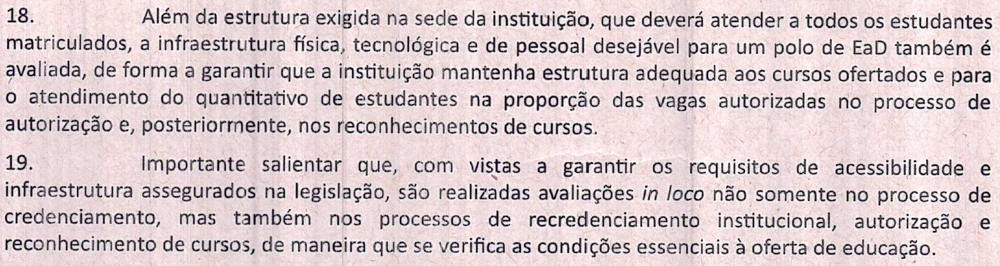 18. Além da estrutura exigida na sede da instituição, que deverá atender a todos os estudantes
matriculados, a infraestrutura física, tecnológica e de pessoal desejável para um polo de EaD também é
avaliada, de forma a garantir que a instituição mantenha estrutura adequada aos cursos ofertados e para
o atendimento do quantitativo de estudantes na proporção das vagas autorizadas no processo de
autorização e, posteriormente, nos reconhecimentos de cursos.
19. Importante salientar que, com vistas a garantir os requisitos de acessibilidade e
infraestrutura assegurados na legislação, são realizadas avaliações in loco não somente no processo de
credenciamento, mas também nos processos de recredenciamento institucional, autorização e
reconhecimento de cursos, de maneira que se verifica as condições essenciais à oferta de educação.